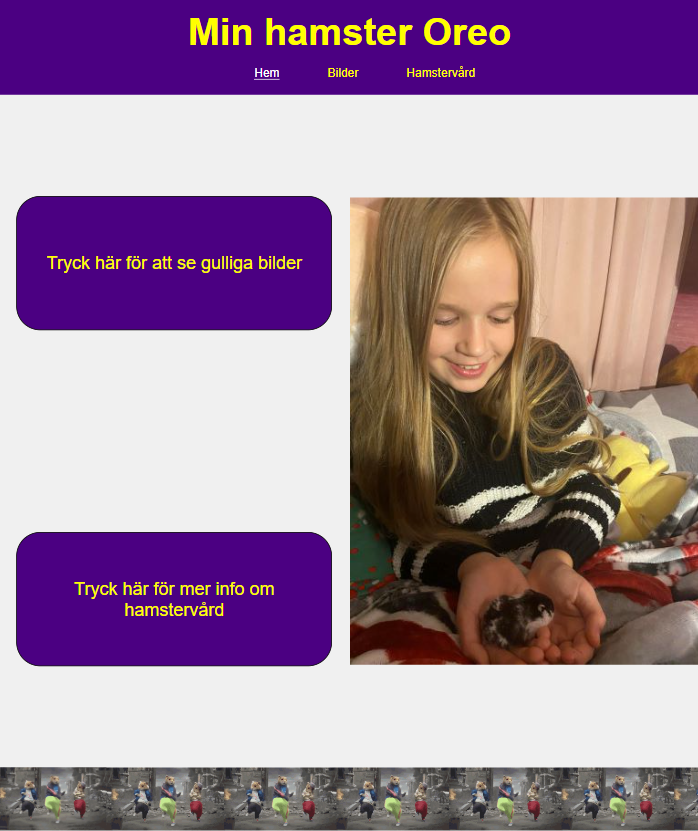 Min hamster Oreo
Hem Bilder Hamstervård
Tryck här för att se gulliga bilder
Tryck här för mer info om
hamstervård